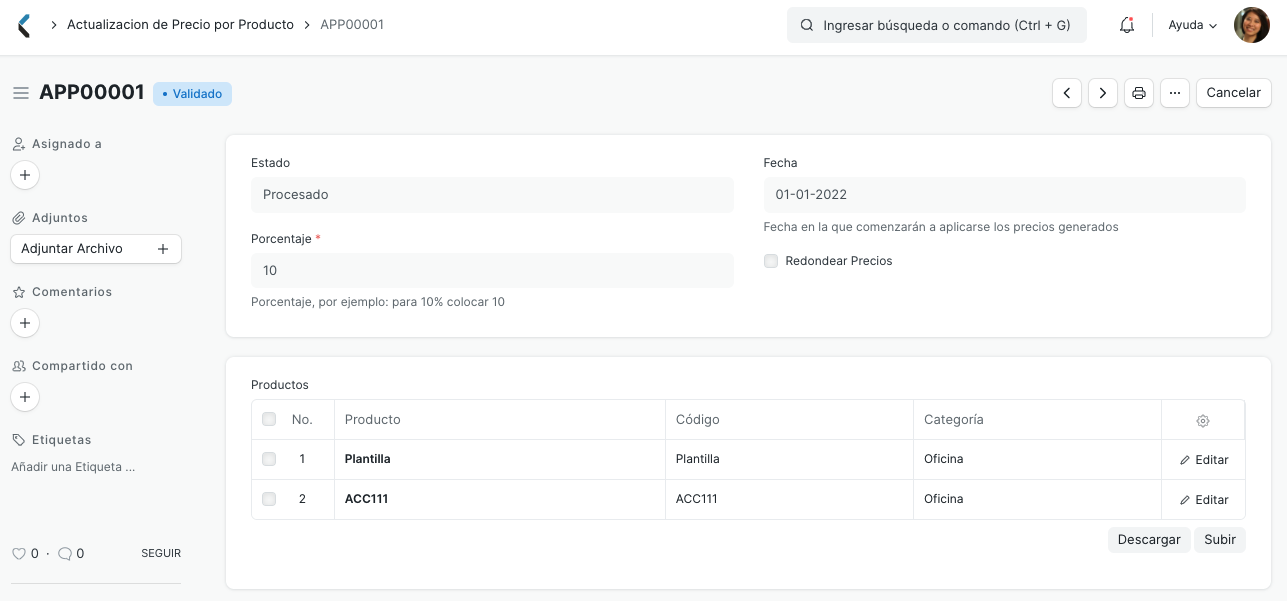 Actualizacion de Precio por Producto
APP00001
Ingresar búsqueda o comando (Ctrl + G)
Ayuda
APP00001
Validado
Cancelar
Asignado a
Adjuntos
Adjuntar Archivo
Comentarios
Compartido con
Etiquetas
Añadir una Etiqueta ...
0 · 0 SEGUIR
Estado
Procesado
Porcentaje *
10
Porcentaje, por ejemplo: para 10% colocar 10
Fecha
01-01-2022
Fecha en la que comenzarán a aplicarse los precios generados
Redondear Precios
Productos
No. Producto Código Categoría
1 Plantilla Plantilla Oficina Editar
2 ACC111 ACC111 Oficina Editar
Descargar Subir